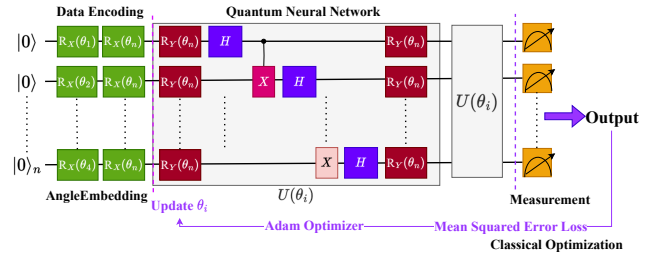 Data Encoding
Quantum Neural Network
|0⟩ R_X(θ_1) R_X(θ_n) R_Y(θ_n) H R_Y(θ_n)
|0⟩ R_X(θ_2) R_X(θ_n) R_Y(θ_n) X H R_Y(θ_n)
U(θ_i)
Output
|0⟩_n R_X(θ_4) R_X(θ_n) R_Y(θ_n) X H R_Y(θ_n)
AngleEmbedding
U(θ_i)
Measurement
Update θ_i
Adam Optimizer
Mean Squared Error Loss
Classical Optimization